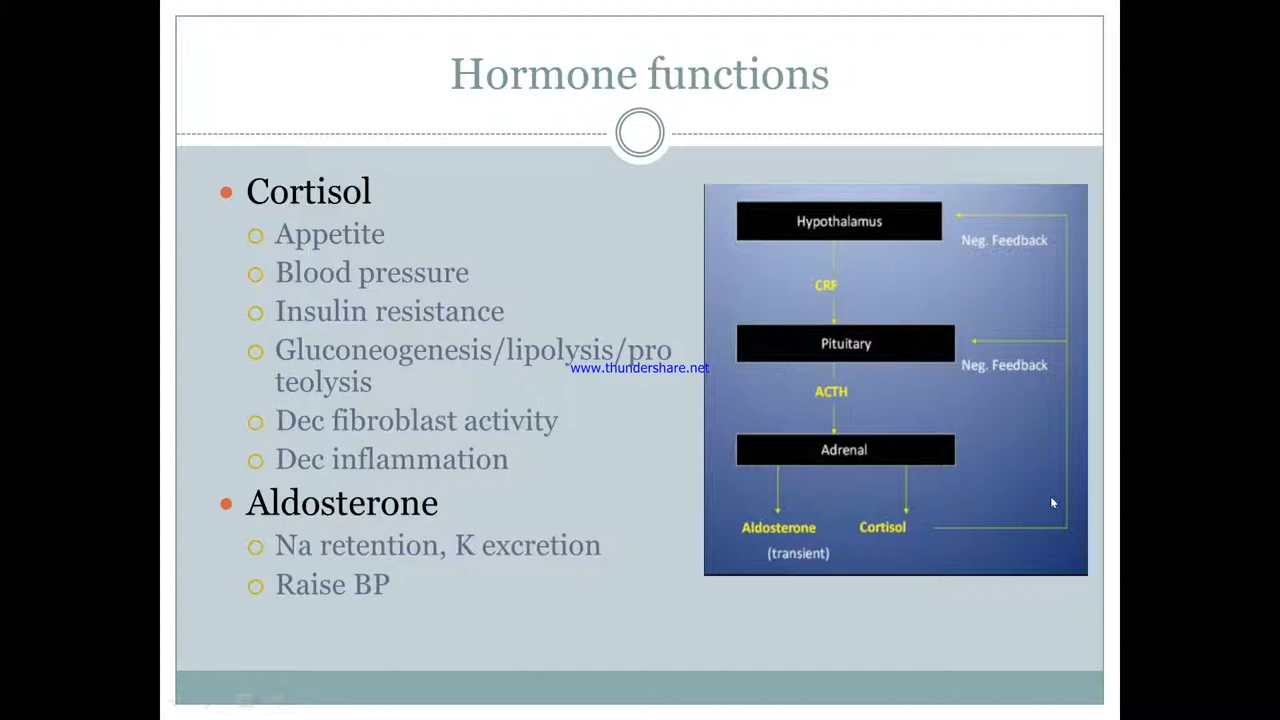 Hormone functions
Cortisol
Appetite
Blood pressure
Insulin resistance
Gluconeogenesis/lipolysis/pro
teolysis
Dec fibroblast activity
Dec inflammation
Aldosterone
Na retention, K excretion
Raise BP
www.thundershare.net
Hypothalamus
Neg. Feedback
CRF
Pituitary
Neg. Feedback
ACTH
Adrenal
Aldosterone Cortisol
(transient)